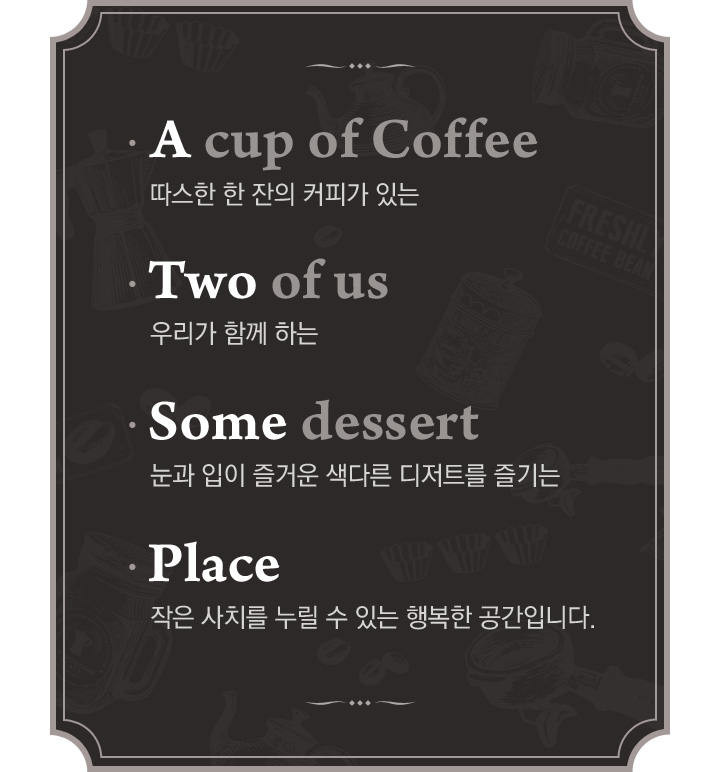 · A cup of Coffee
따스한 한 잔의 커피가 있는
· Two of us
우리가 함께 하는
· Some dessert
눈과 입이 즐거운 색다른 디저트를 즐기는
· Place
작은 사치를 누릴 수 있는 행복한 공간입니다.
FRESHL
COFFEE BEAN